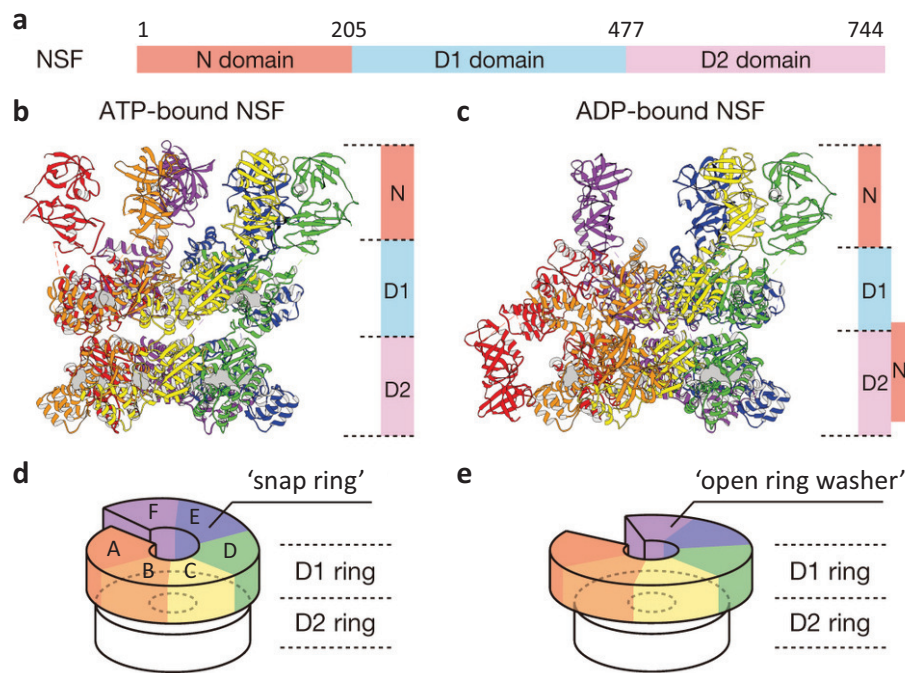 a
1 205 477 744
NSF N domain D1 domain D2 domain
b ATP-bound NSF
N
D1
D2
c ADP-bound NSF
N
D1
D2
N
d
'snap ring'
F E
A D
B C
D1 ring
D2 ring
e
'open ring washer'
D1 ring
D2 ring